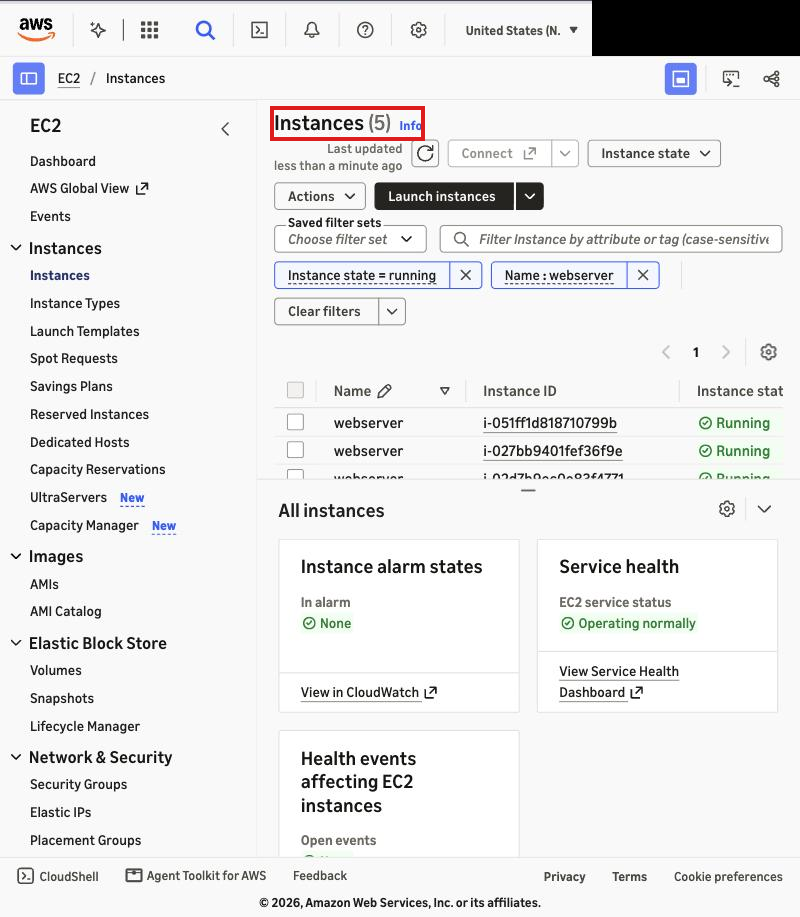 aws
United States (N.
EC2 / Instances
EC2
Dashboard
AWS Global View
Events
Instances
Instances
Instance Types
Launch Templates
Spot Requests
Savings Plans
Reserved Instances
Dedicated Hosts
Capacity Reservations
UltraServers New
Capacity Manager New
Images
AMIs
AMI Catalog
Elastic Block Store
Volumes
Snapshots
Lifecycle Manager
Network & Security
Security Groups
Elastic IPs
Placement Groups
Instances (5) Info
Last updated
less than a minute ago
Connect
Instance state
Actions
Launch instances
Saved filter sets
Choose filter set
Filter Instance by attribute or tag (case-sensitive
Instance state = running
Name : webserver
Clear filters
1
Name Instance ID Instance stat
webserver i-051ff1d818710799b Running
webserver i-027bb9401fef36f9e Running
webserver Running
All instances
Instance alarm states
In alarm
None
View in CloudWatch
Service health
EC2 service status
Operating normally
View Service Health
Dashboard
Health events
affecting EC2
instances
Open events
CloudShell Agent Toolkit for AWS Feedback Privacy Terms Cookie preferences
© 2026, Amazon Web Services, Inc. or its affiliates.